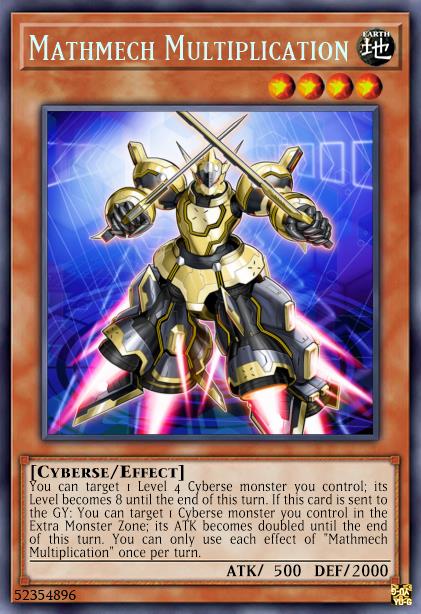 MATHMECH MULTIPLICATION
EARTH
地
[CYBERSE/EFFECT]
You can target 1 Level 4 Cyberse monster you control; its
Level becomes 8 until the end of this turn. If this card is sent to
the GY: You can target 1 Cyberse monster you control in the
Extra Monster Zone; its ATK becomes doubled until the end
of this turn. You can only use each effect of "Mathmech
Multiplication" once per turn.
ATK/ 500 DEF/2000
52354896